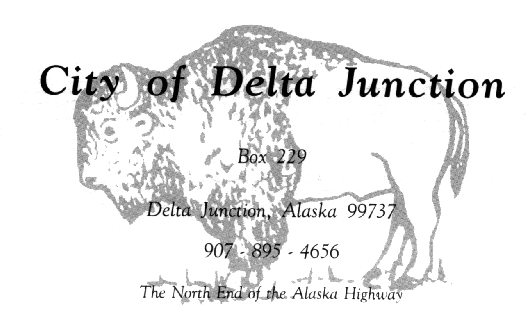 City of Delta Junction
Box 229
Delta Junction, Alaska 99737
907 - 895 - 4656
The North End of the Alaska Highway